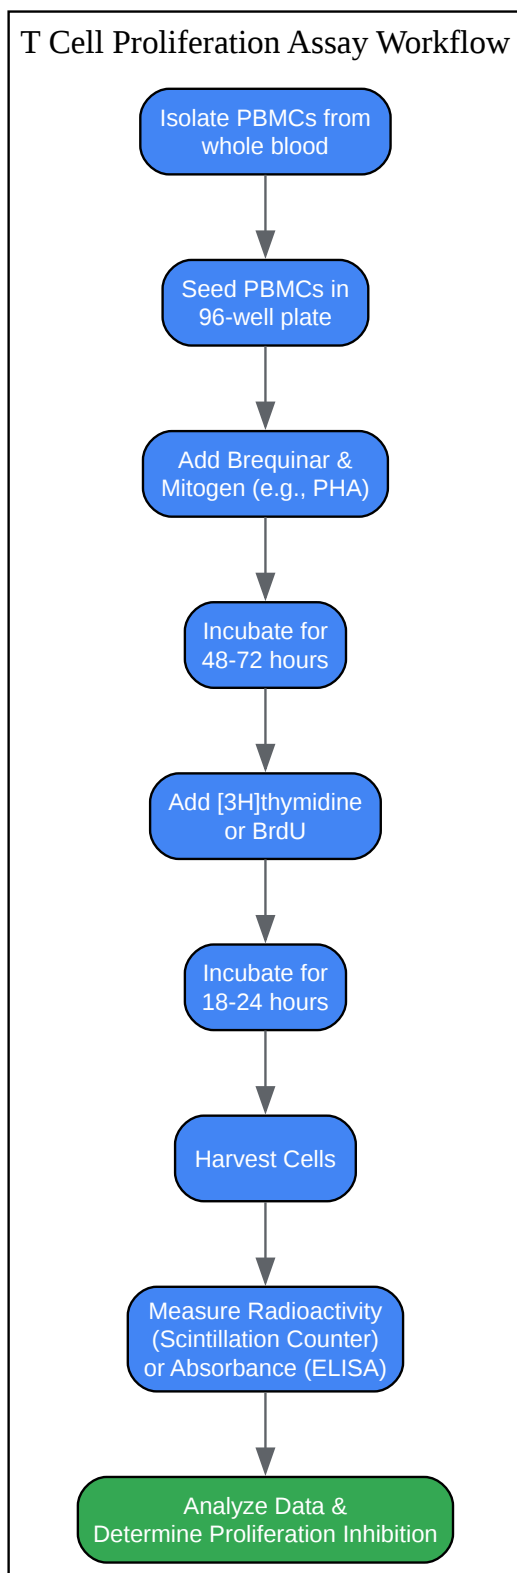 T Cell Proliferation Assay Workflow
Isolate PBMCs from
whole blood
Seed PBMCs in
96-well plate
Add Brequinar &
Mitogen (e.g., PHA)
Incubate for
48-72 hours
Add [3H]thymidine
or BrdU
Incubate for
18-24 hours
Harvest Cells
Measure Radioactivity
(Scintillation Counter)
or Absorbance (ELISA)
Analyze Data &
Determine Proliferation Inhibition